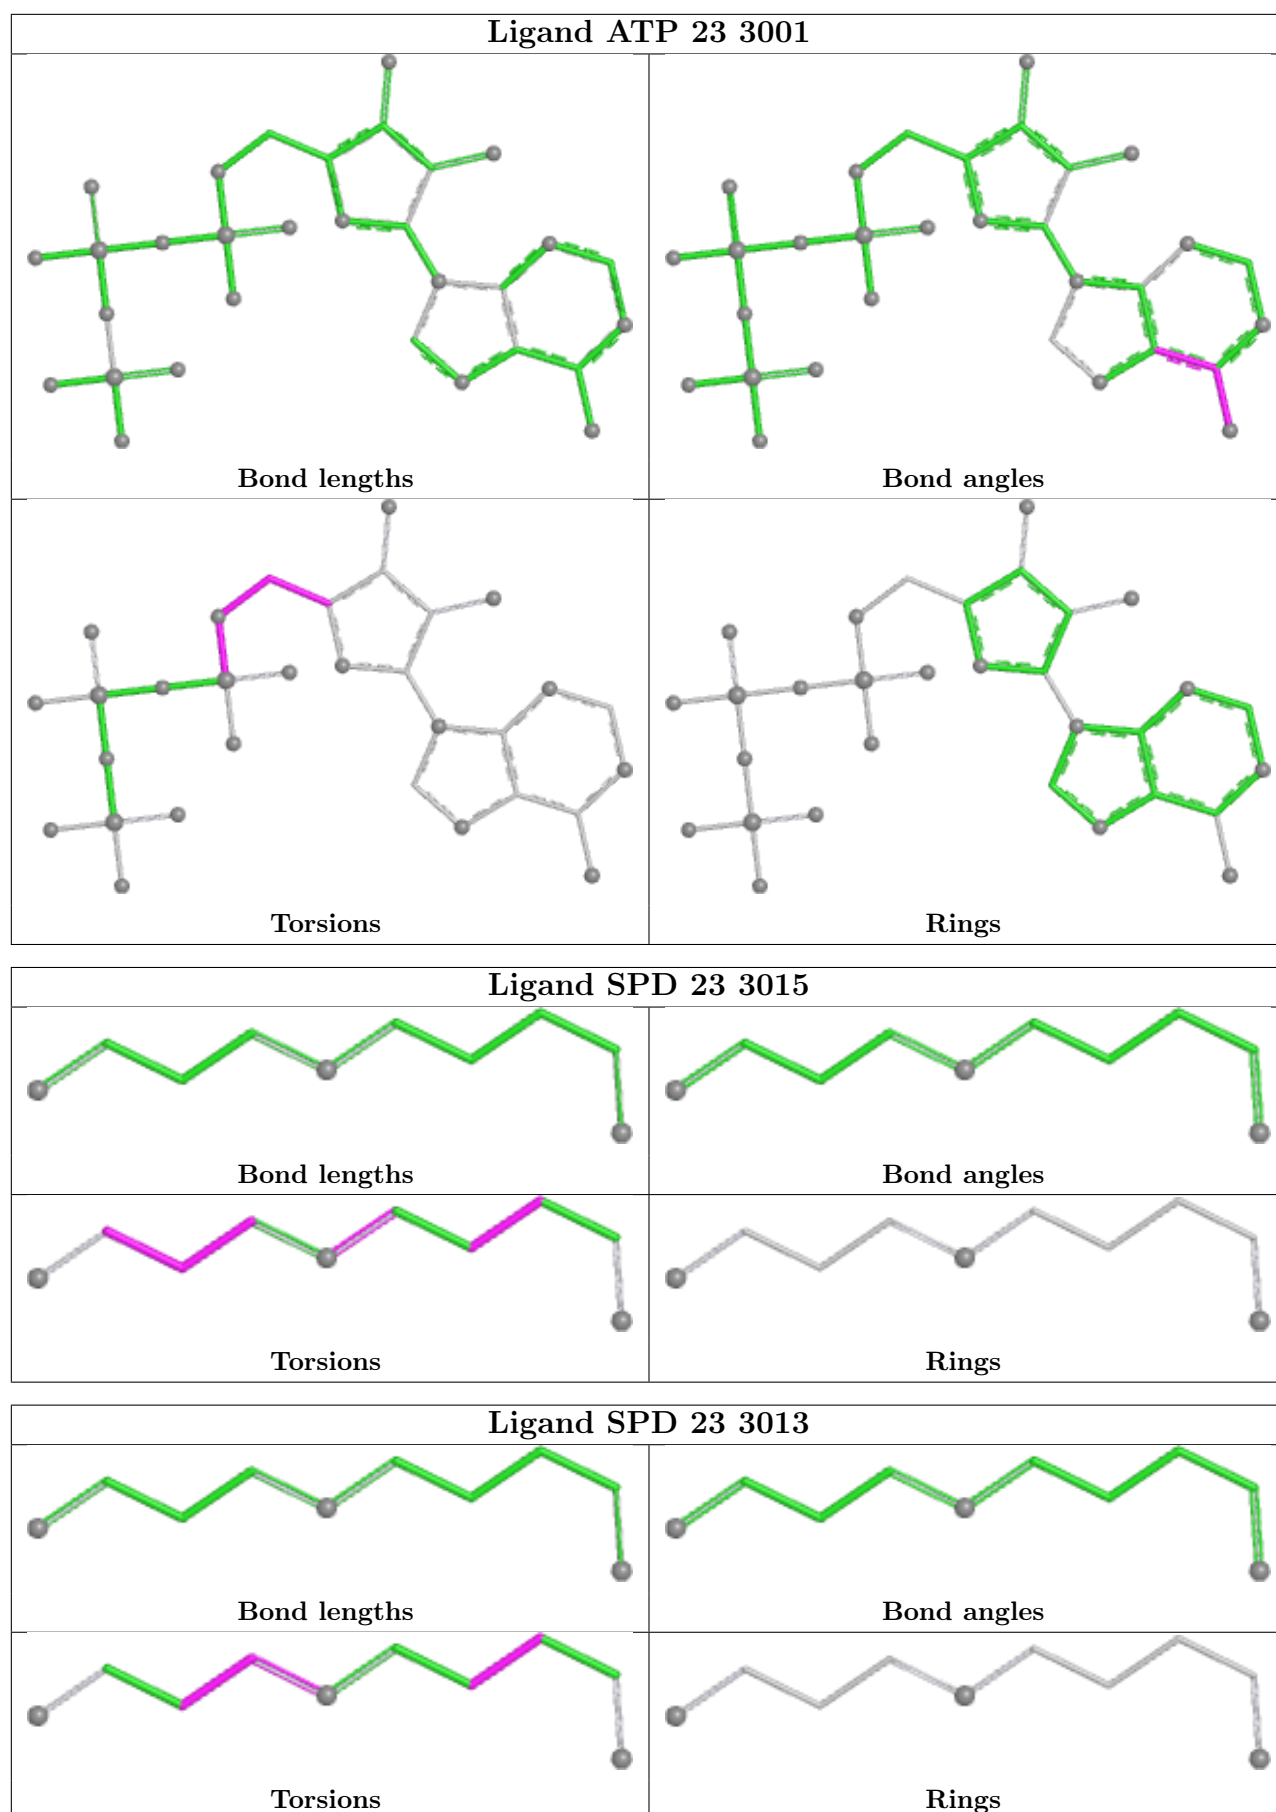 Ligand ATP 23 3001
Bond lengths
Bond angles
Torsions
Rings
Ligand SPD 23 3015
Bond lengths
Bond angles
Torsions
Rings
Ligand SPD 23 3013
Bond lengths
Bond angles
Torsions
Rings